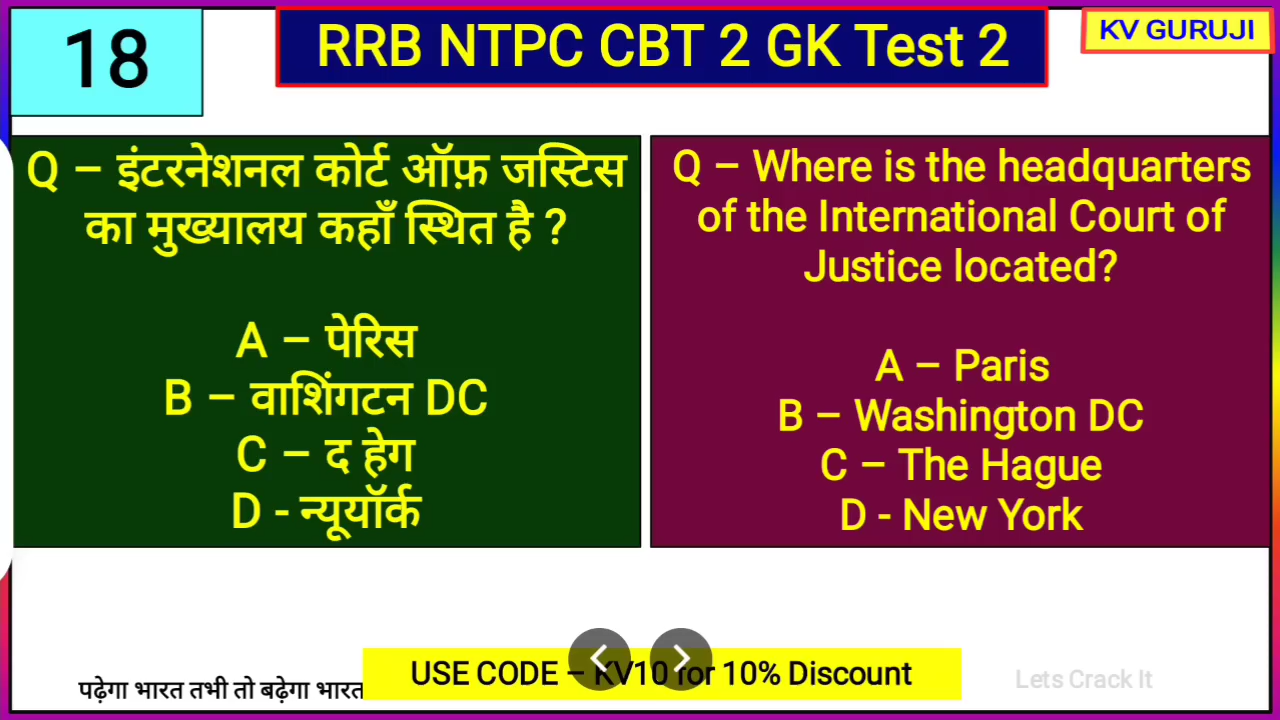 18
RRB NTPC CBT 2 GK Test 2
KV GURUJI
Q – इंटरनेशनल कोर्ट ऑफ़ जस्टिस
का मुख्यालय कहाँ स्थित है ?
A – पेरिस
B – वाशिंगटन DC
C – द हेग
D - न्यूयॉर्क
Q – Where is the headquarters
of the International Court of
Justice located?
A – Paris
B – Washington DC
C – The Hague
D - New York
पढ़ेगा भारत तभी तो बढ़ेगा भारत
USE CODE – KV10 for 10% Discount
Lets Crack It